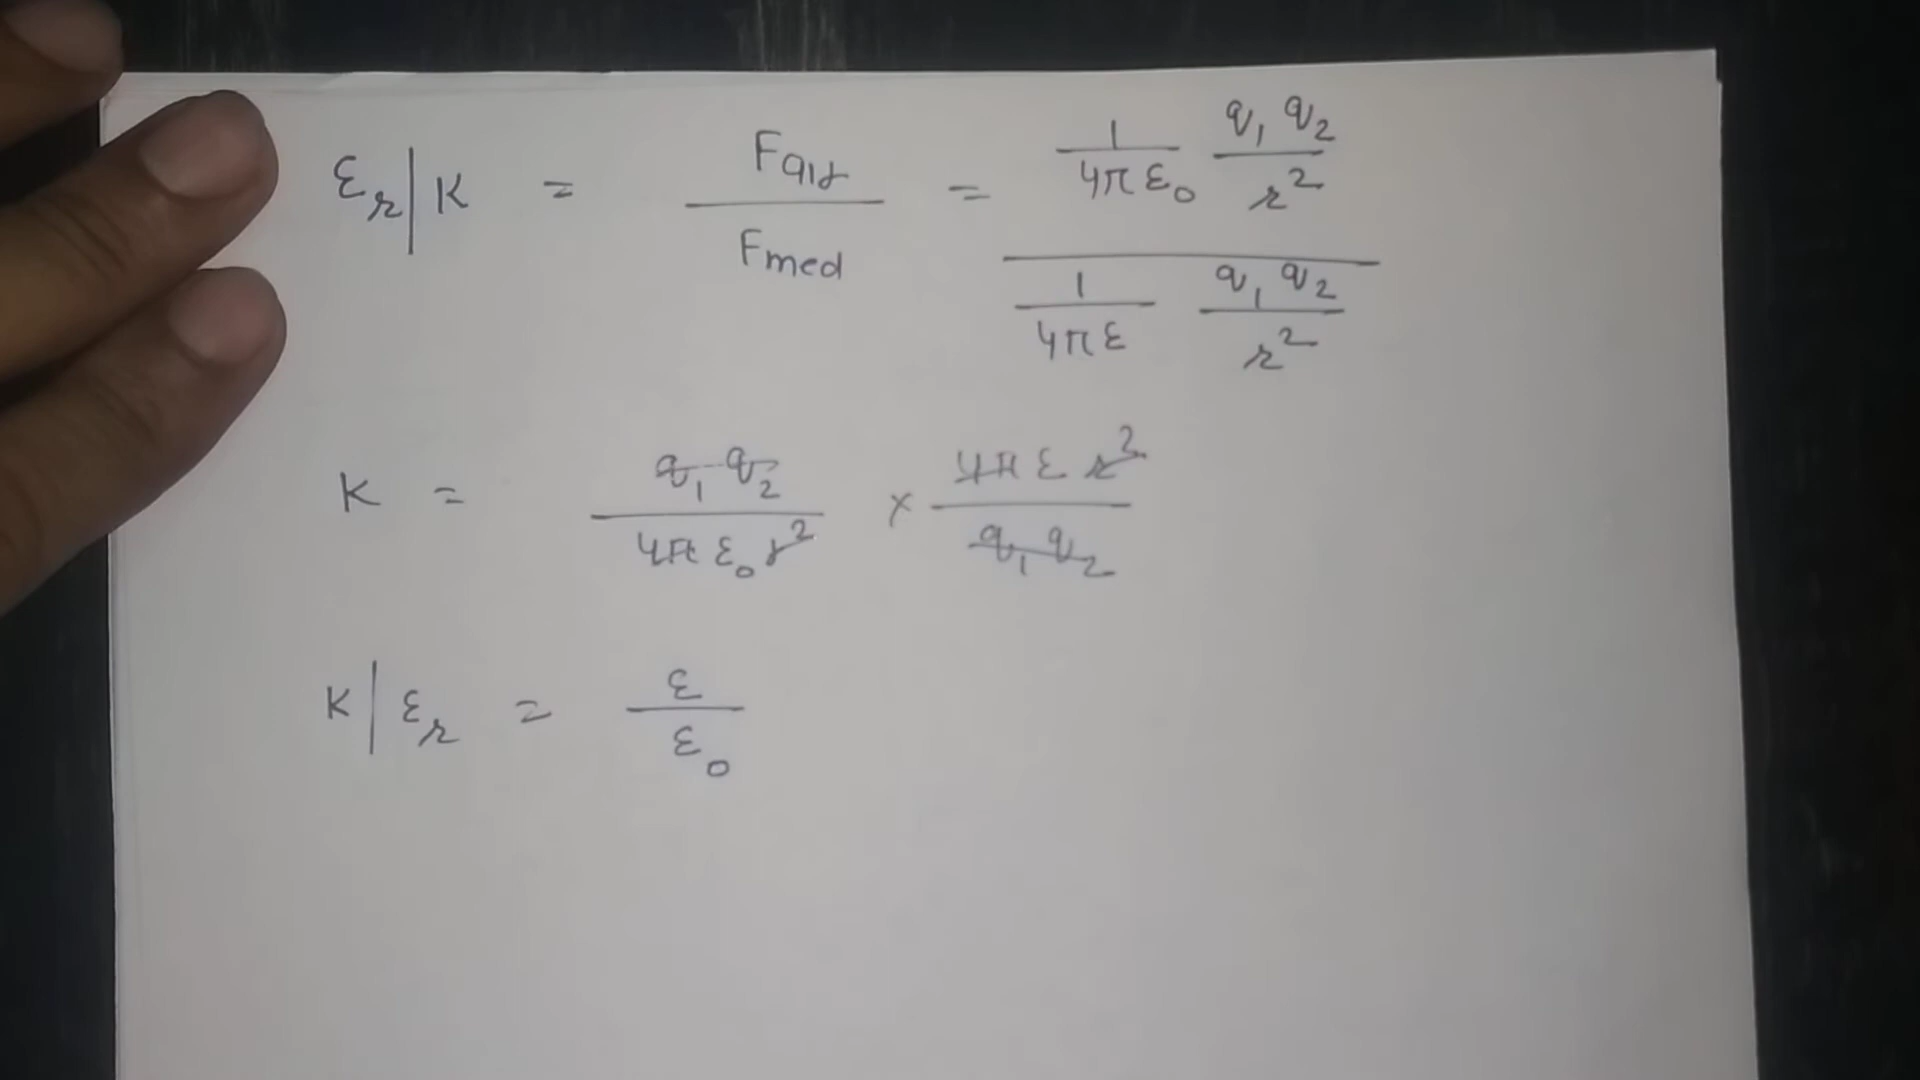 εr|K = Fair / Fmed = (1/4πε₀ q₁q₂/r²) / (1/4πε q₁q₂/r²)
K = q₁q₂/4πε₀r² × 4πεr²/q₁q₂
K|εr = ε/ε₀